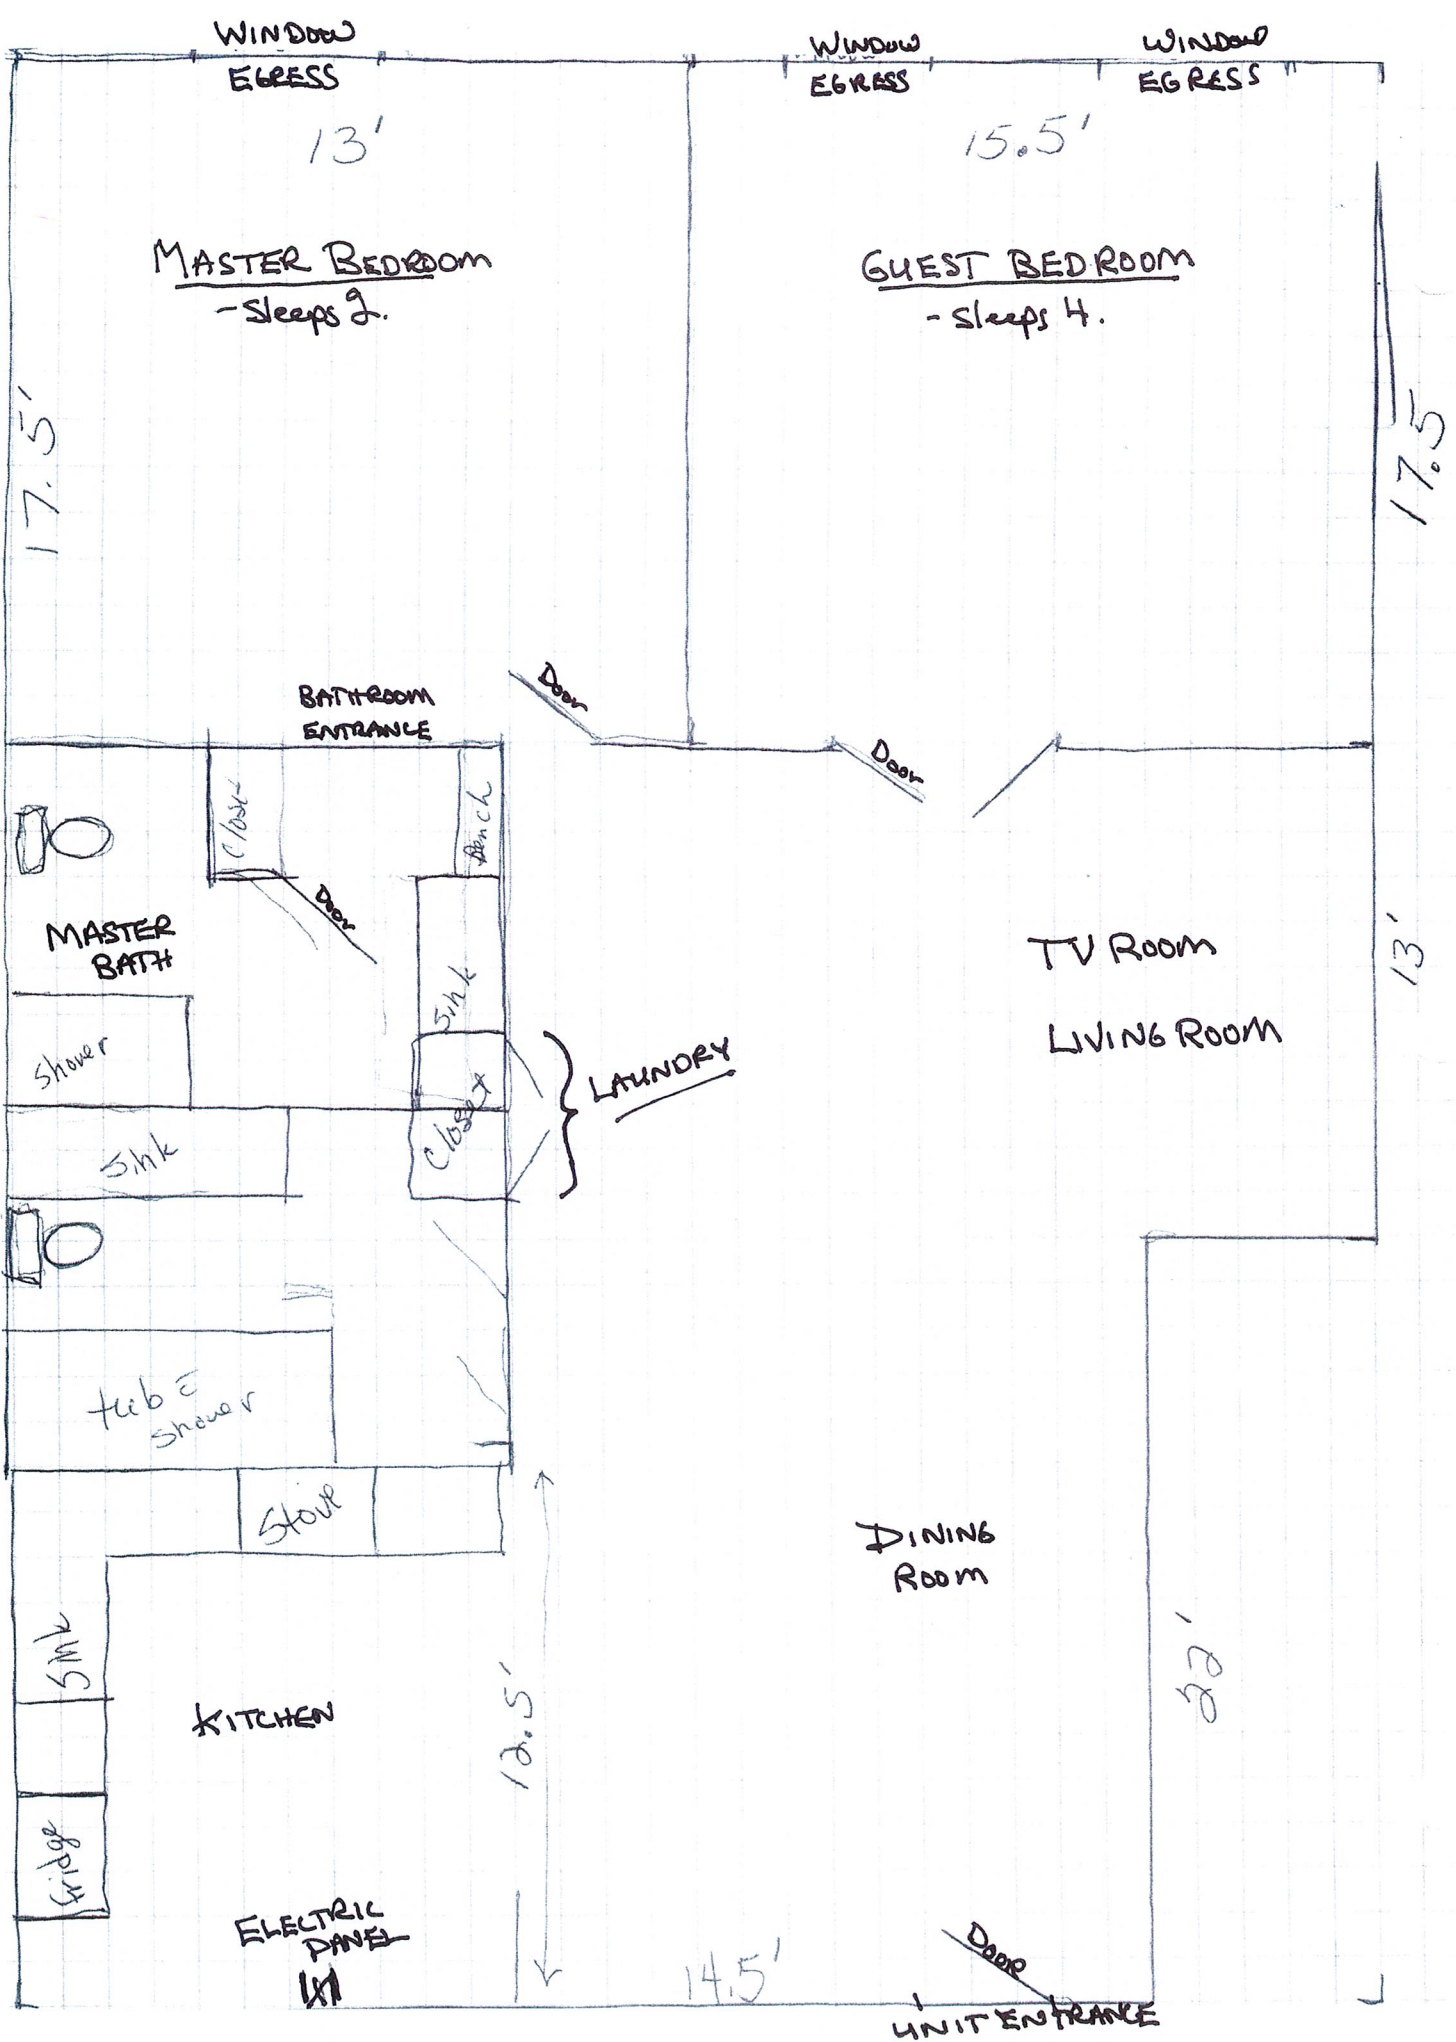 WINDOW
EGRESS
WINDOW
EGRESS
WINDOW
EGRESS
13'
15.5'
MASTER BEDROOM
- Sleeps 2.
GUEST BEDROOM
- Sleeps 4.
17.5'
17.5
Door
BATHROOM
ENTRANCE
Door
Closet
Bench
Door
MASTER
BATH
Sink
TV ROOM
LIVING ROOM
13'
Shower
LAUNDRY
Closet
Sink
tub c̄
shower
Stove
DINING
ROOM
Sink
22'
KITCHEN
12.5'
fridge
ELECTRIC
PANEL
Door
14.5'
UNIT ENTRANCE